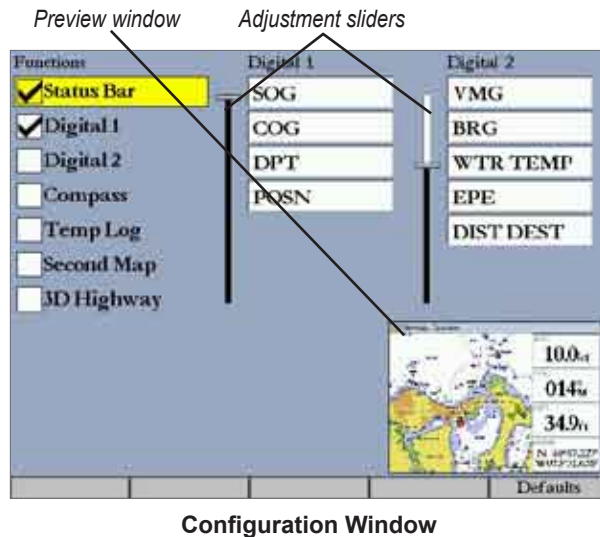 Preview window
Adjustment sliders
Functions
Status Bar
Digital 1
Digital 2
Compass
Temp Log
Second Map
3D Highway
Digital 1
SOG
COG
DPT
POSN
Digital 2
VMG
BRG
WTR TEMP
EPE
DIST DEST
10.0
014
34.9
Defaults
Configuration Window